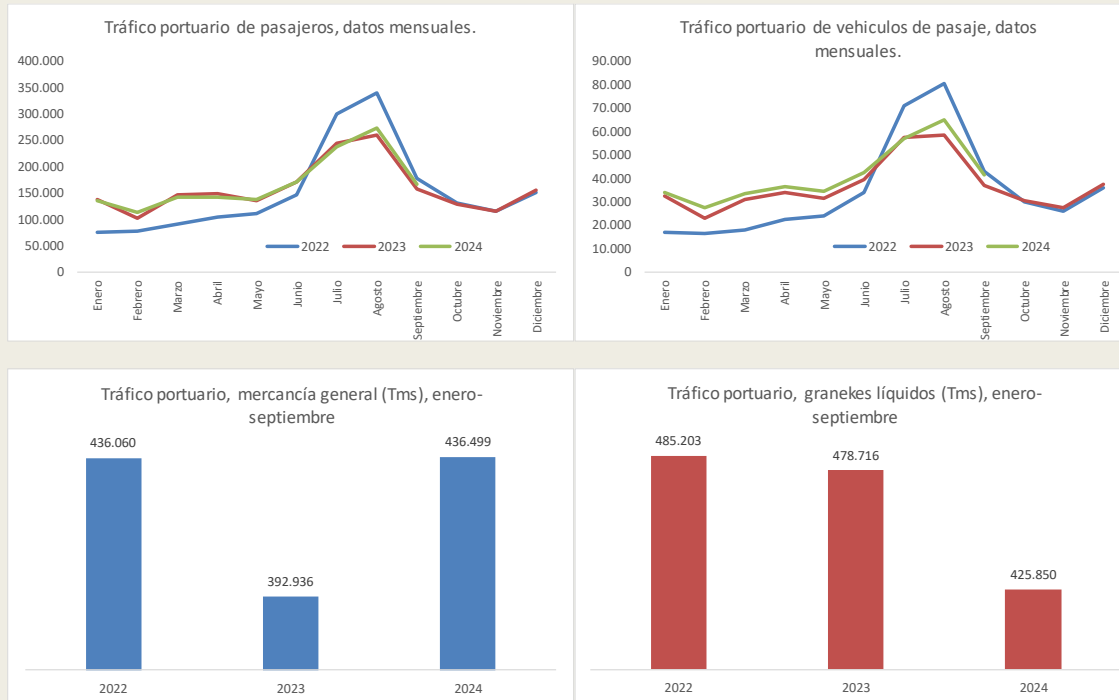 Tráfico portuario de pasajeros, datos mensuales.
400.000
350.000
300.000
250.000
200.000
150.000
100.000
50.000
0
2022
2023
2024
Enero
Febrero
Marzo
Abril
Mayo
Junio
Julio
Agosto
Septiembre
Octubre
Noviembre
Diciembre
Tráfico portuario de vehiculos de pasaje, datos
mensuales.
90.000
80.000
70.000
60.000
50.000
40.000
30.000
20.000
10.000
0
2022
2023
2024
Enero
Febrero
Marzo
Abril
Mayo
Junio
Julio
Agosto
Septiembre
Octubre
Noviembre
Diciembre
Tráfico portuario, mercancía general (Tms), enero-
septiembre
436.060
392.936
436.499
2022
2023
2024
Tráfico portuario, granekes líquidos (Tms), enero-
septiembre
485.203
478.716
425.850
2022
2023
2024